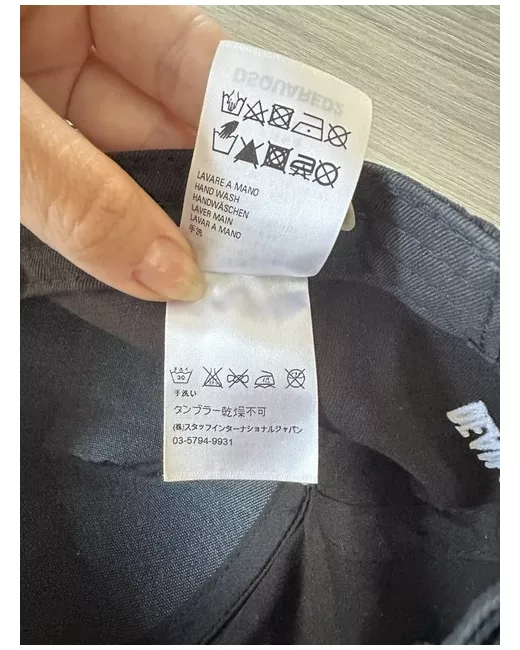 DSQUARED2
LAVARE A MANO
HAND WASH
HANDWÄSCHEN
LAVER MAIN
LAVAR A MANO
手洗
30
手洗い
タンブラー乾燥不可
(株)スタッフインターナショナルジャパン
03-5794-9931